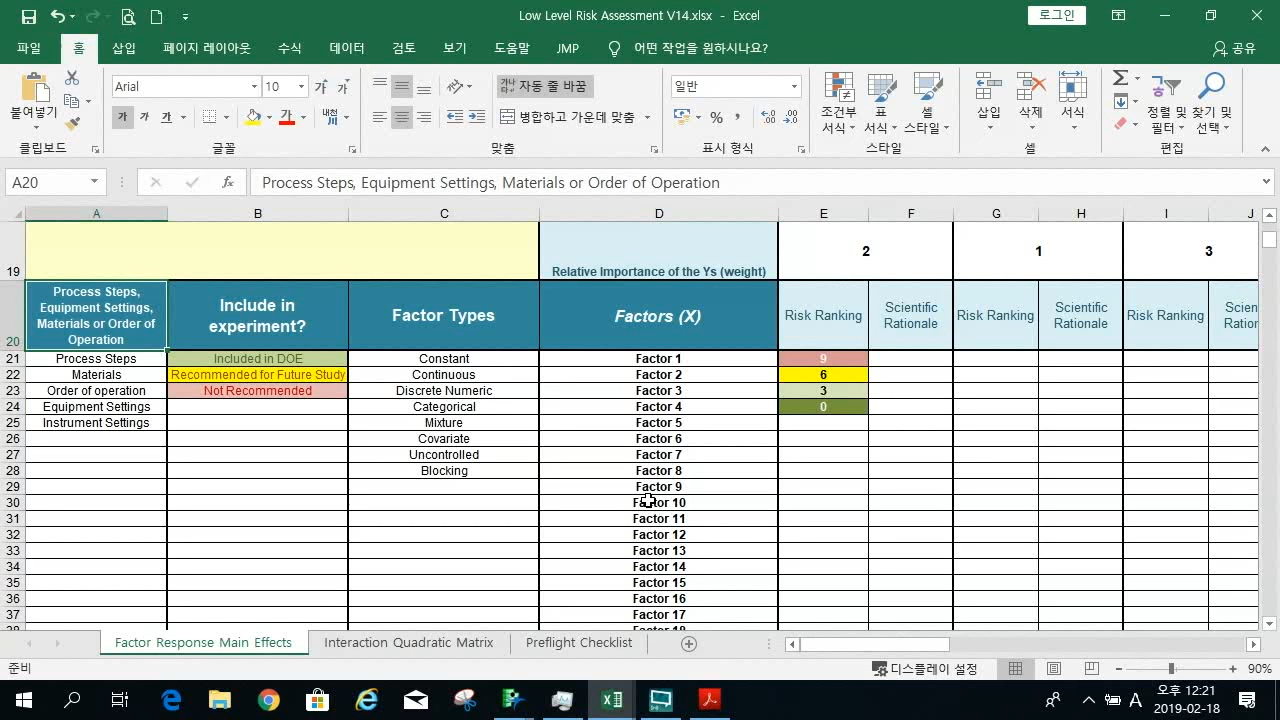 Low Level Risk Assessment V14.xlsx - Excel
로그인
파일 홈 삽입 페이지 레이아웃 수식 데이터 검토 보기 도움말 JMP 어떤 작업을 원하시나요? 공유
붙여넣기
클립보드
Arial 10
가 가 가 내천
글꼴
자동 줄 바꿈
병합하고 가운데 맞춤
맞춤
일반
표시 형식
조건부 서식
표 서식
셀 스타일
스타일
삽입 삭제 서식
셀
정렬 및 필터
찾기 및 선택
편집
A20 fx Process Steps, Equipment Settings, Materials or Order of Operation
A B C D E F G H I J
19 Relative Importance of the Ys (weight) 2 1 3
20 Process Steps, Equipment Settings, Materials or Order of Operation Include in experiment? Factor Types Factors (X) Risk Ranking Scientific Rationale Risk Ranking Scientific Rationale Risk Ranking
21 Process Steps Included in DOE Constant Factor 1 9
22 Materials Recommended for Future Study Continuous Factor 2 6
23 Order of operation Not Recommended Discrete Numeric Factor 3 3
24 Equipment Settings Categorical Factor 4 0
25 Instrument Settings Mixture Factor 5
26 Covariate Factor 6
27 Uncontrolled Factor 7
28 Blocking Factor 8
29 Factor 9
30 Factor 10
31 Factor 11
32 Factor 12
33 Factor 13
34 Factor 14
35 Factor 15
36 Factor 16
37 Factor 17
Factor Response Main Effects Interaction Quadratic Matrix Preflight Checklist
준비 디스플레이 설정 90%
A 오후 12:21
2019-02-18